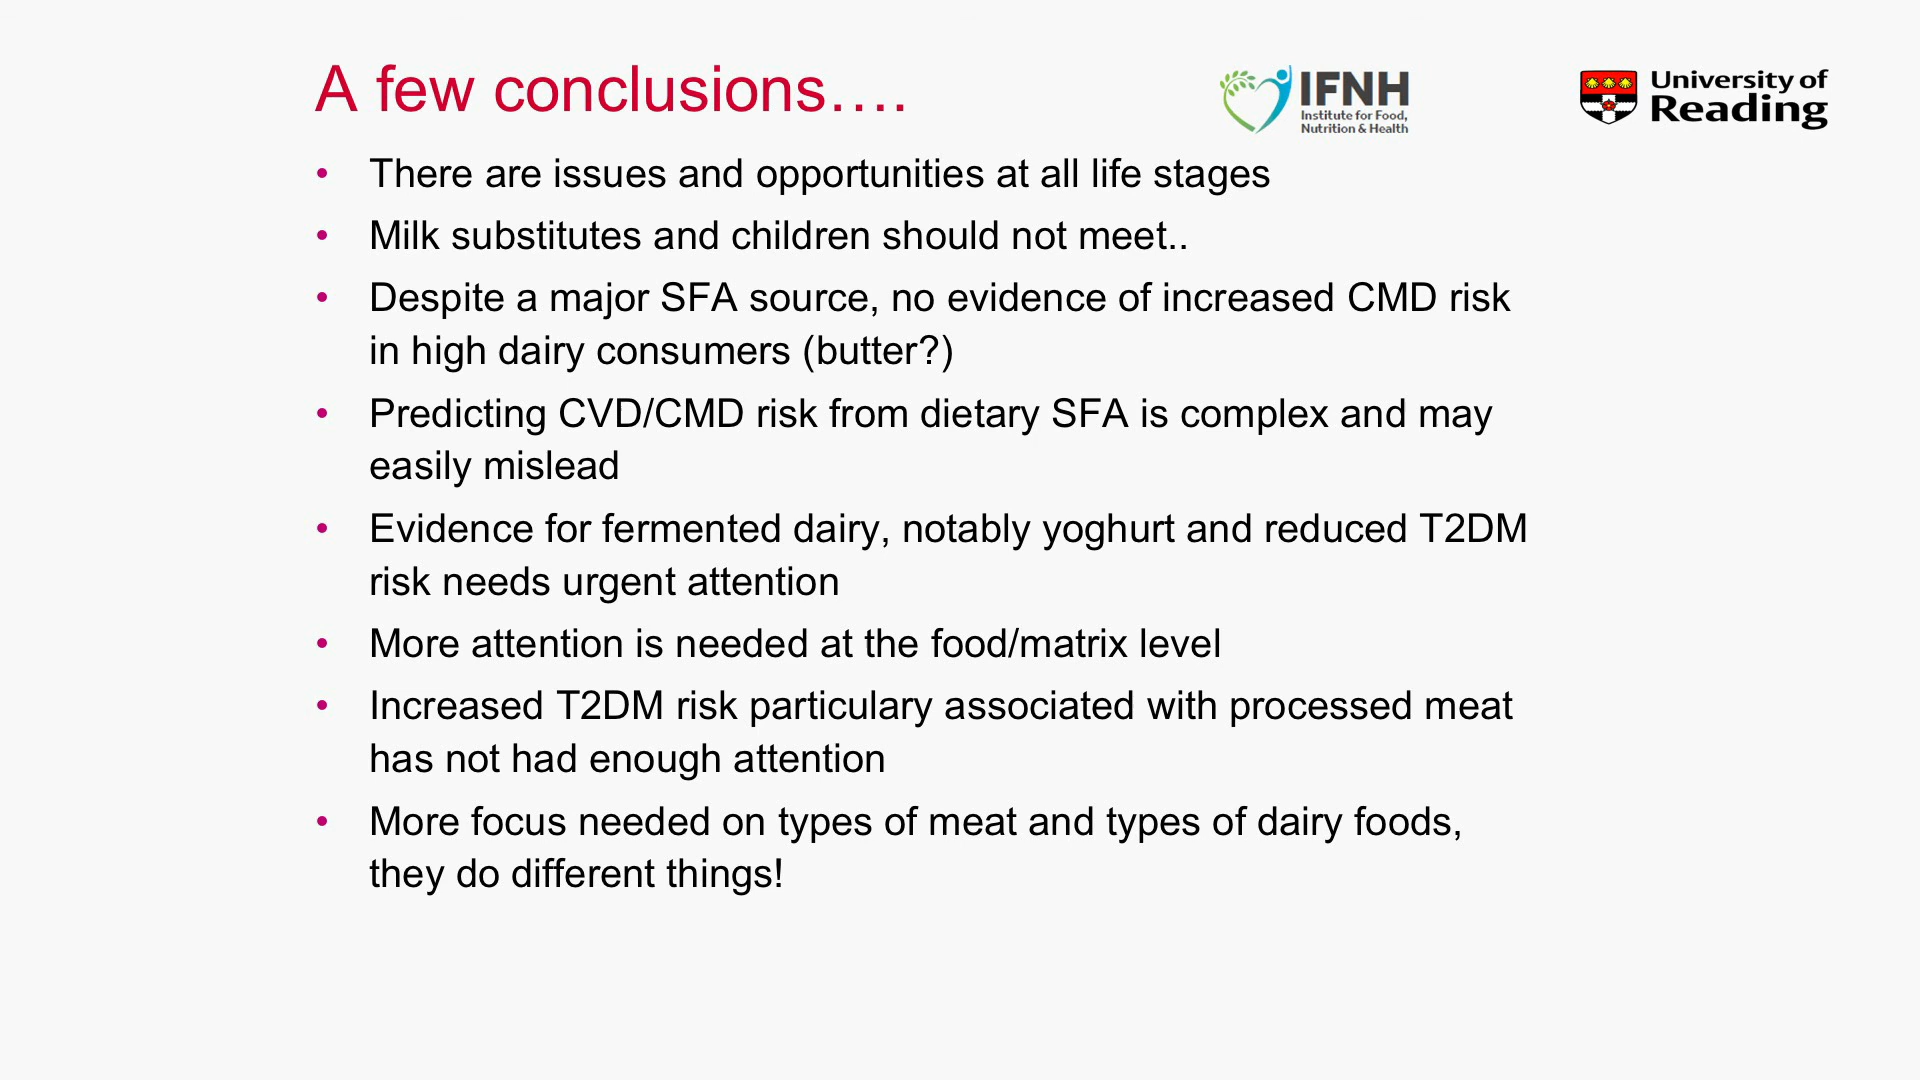 A few conclusions….
IFNH
Institute for Food,
Nutrition & Health
University of
Reading
• There are issues and opportunities at all life stages
• Milk substitutes and children should not meet..
• Despite a major SFA source, no evidence of increased CMD risk
in high dairy consumers (butter?)
• Predicting CVD/CMD risk from dietary SFA is complex and may
easily mislead
• Evidence for fermented dairy, notably yoghurt and reduced T2DM
risk needs urgent attention
• More attention is needed at the food/matrix level
• Increased T2DM risk particulary associated with processed meat
has not had enough attention
• More focus needed on types of meat and types of dairy foods,
they do different things!